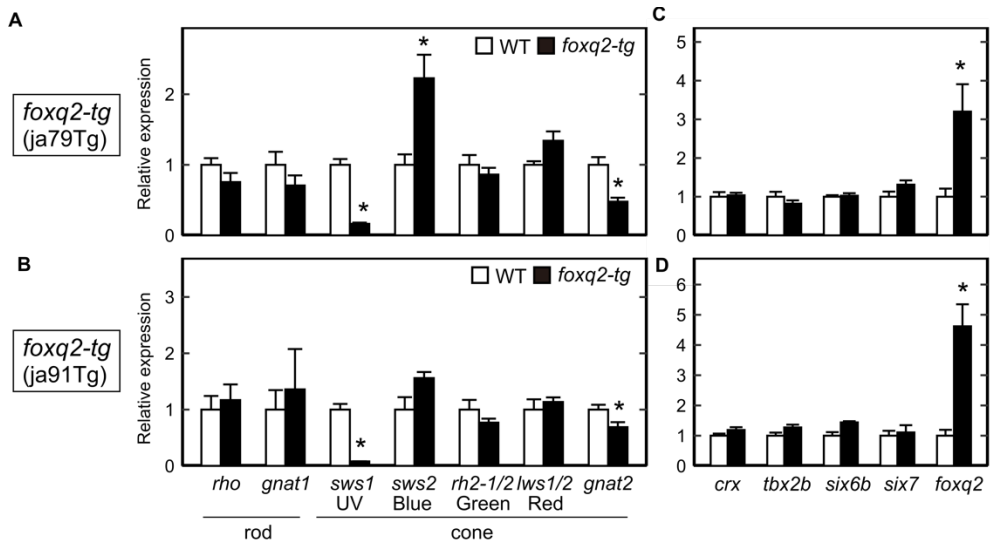 A
foxq2-tg
(ja79Tg)
Relative expression
2
1
0
WT foxq2-tg
*
*
*
C
5
4
3
2
1
0
*
B
foxq2-tg
(ja91Tg)
Relative expression
3
2
1
0
WT foxq2-tg
*
*
rho gnat1 sws1 sws2 rh2-1/2 lws1/2 gnat2
UV Blue Green Red
rod cone
D
6
5
4
3
2
1
0
*
crx tbx2b six6b six7 foxq2